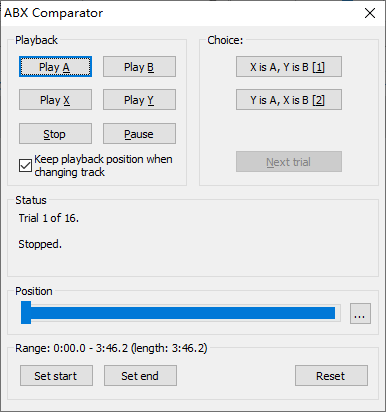 ABX Comparator
Playback
Play A
Play B
Play X
Play Y
Stop
Pause
Keep playback position when
changing track
Choice:
X is A, Y is B [1]
Y is A, X is B [2]
Next trial
Status
Trial 1 of 16.
Stopped.
Position
...
Range: 0:00.0 - 3:46.2 (length: 3:46.2)
Set start
Set end
Reset